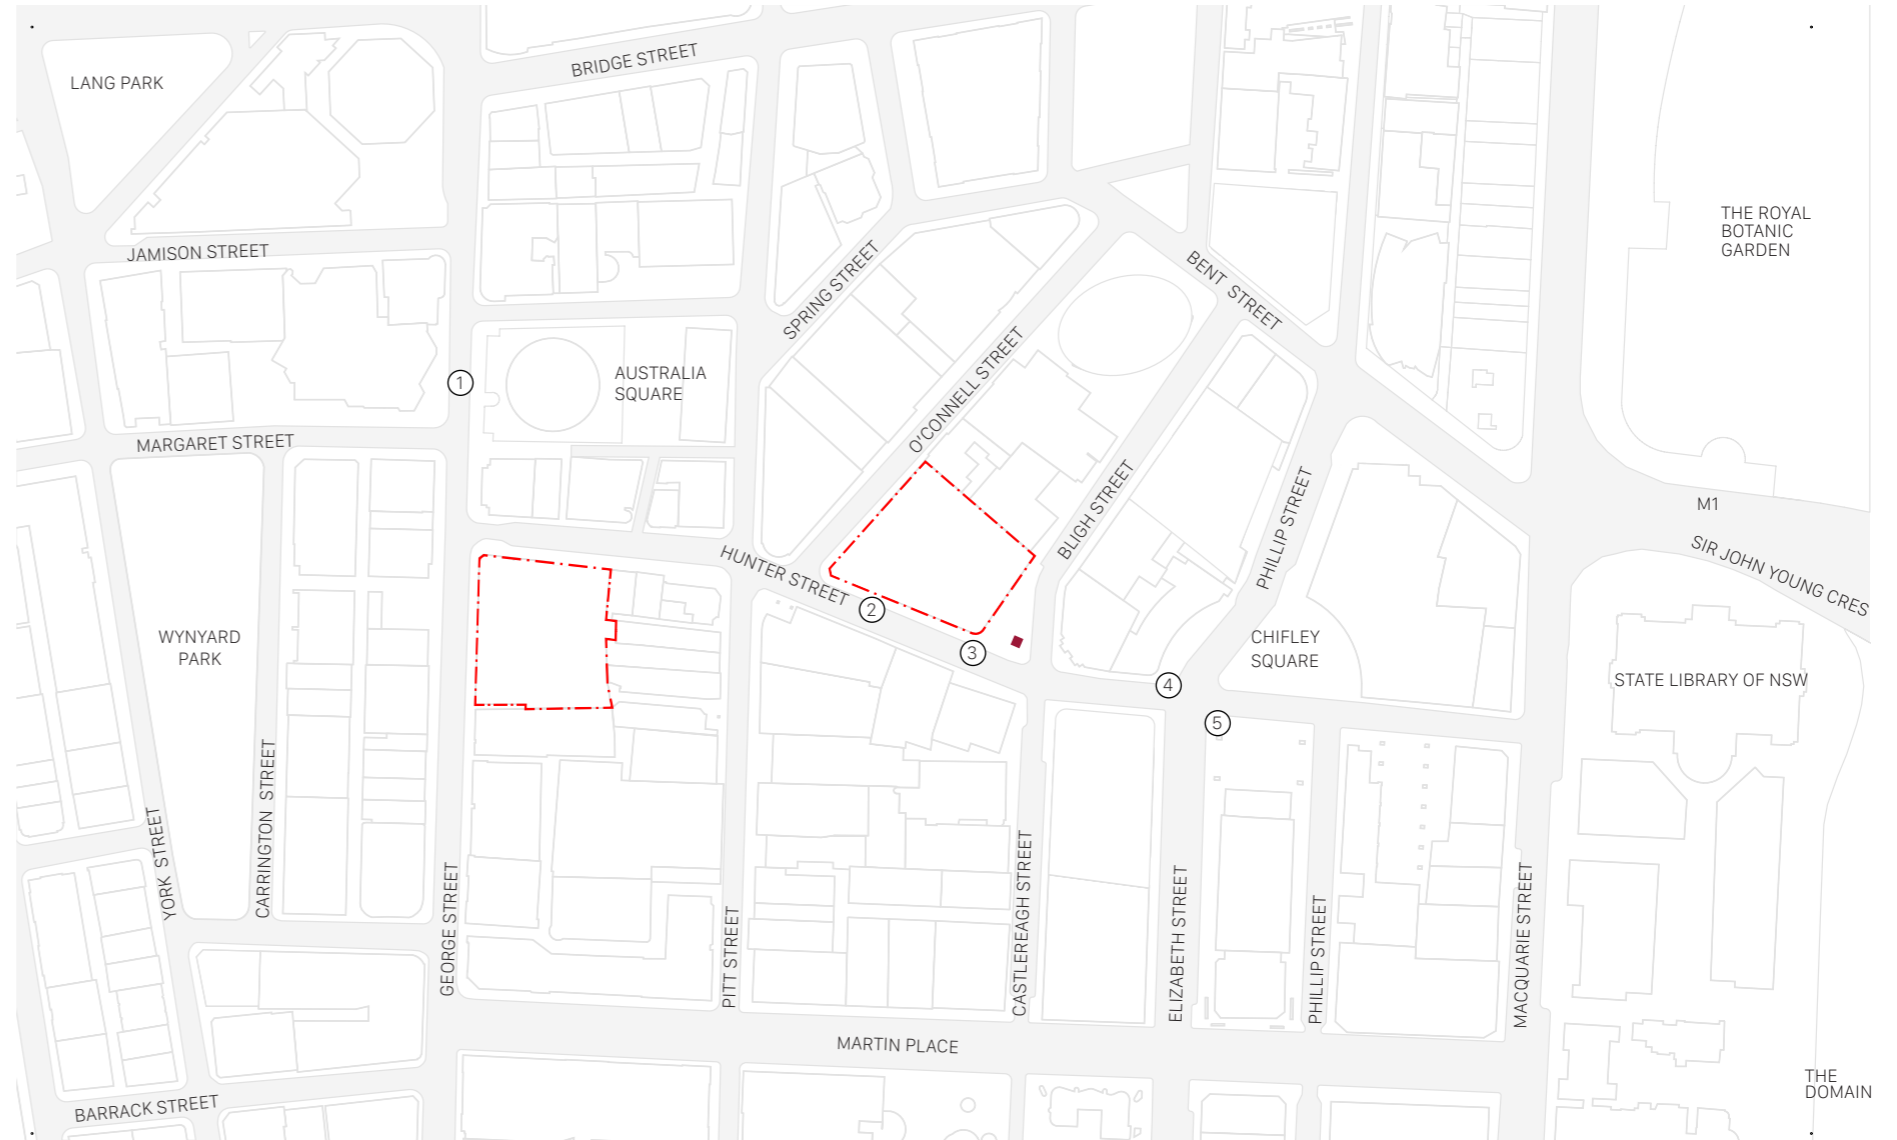 BRIDGE STREET
LANG PARK
THE ROYAL
BOTANIC
GARDEN
JAMISON STREET
SPRING STREET
BENT STREET
AUSTRALIA
SQUARE
1
O'CONNELL STREET
MARGARET STREET
M1
BLIGH STREET
PHILLIP STREET
SIR JOHN YOUNG CRES
HUNTER STREET
2
WYNYARD
PARK
3
CHIFLEY
SQUARE
4
STATE LIBRARY OF NSW
5
YORK STREET
CARRINGTON STREET
GEORGE STREET
PITT STREET
CASTLEREAGH STREET
ELIZABETH STREET
PHILLIP STREET
MACQUARIE STREET
MARTIN PLACE
THE
DOMAIN
BARRACK STREET